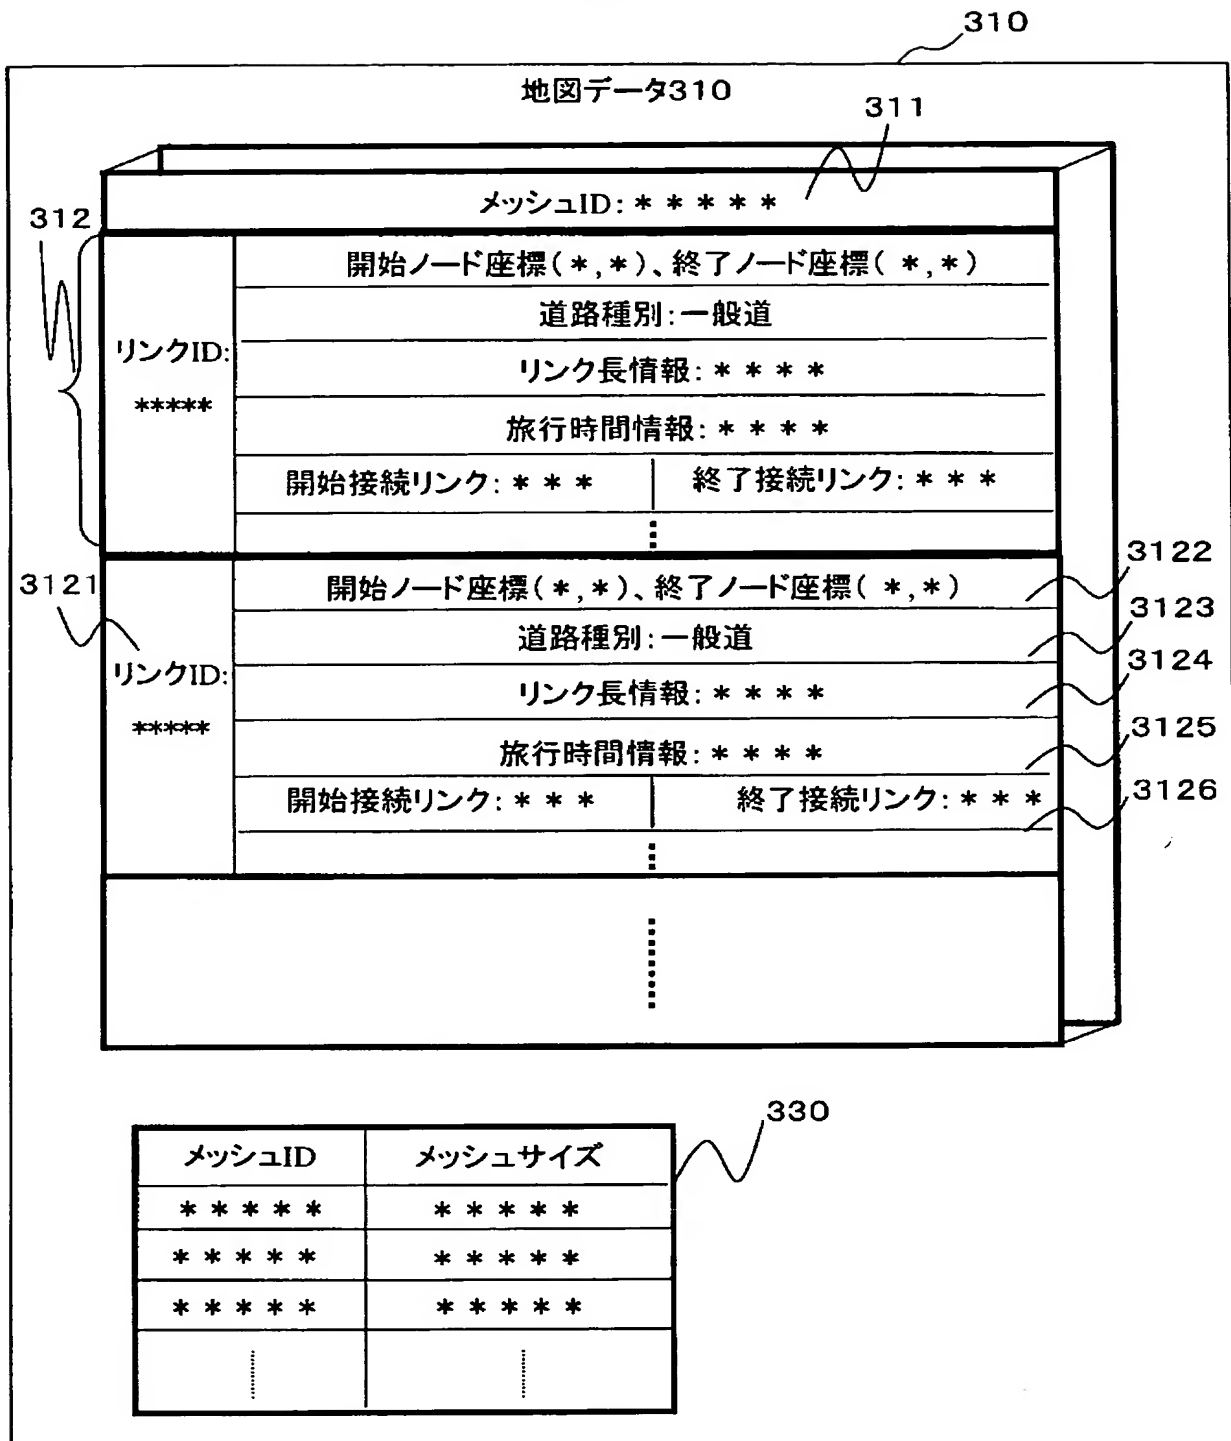 310
地図データ310
311
メッシュID:*****
312
リンクID:
*****
開始ノード座標(*,*)、終了ノード座標( *,*)
道路種別:一般道
リンク長情報:****
旅行時間情報:****
開始接続リンク:*** 終了接続リンク:***
3121
リンクID:
*****
開始ノード座標(*,*)、終了ノード座標( *,*)
3122
道路種別:一般道
3123
リンク長情報:****
3124
旅行時間情報:****
3125
開始接続リンク:*** 終了接続リンク:***
3126
330
メッシュID メッシュサイズ
***** *****
***** *****
***** *****